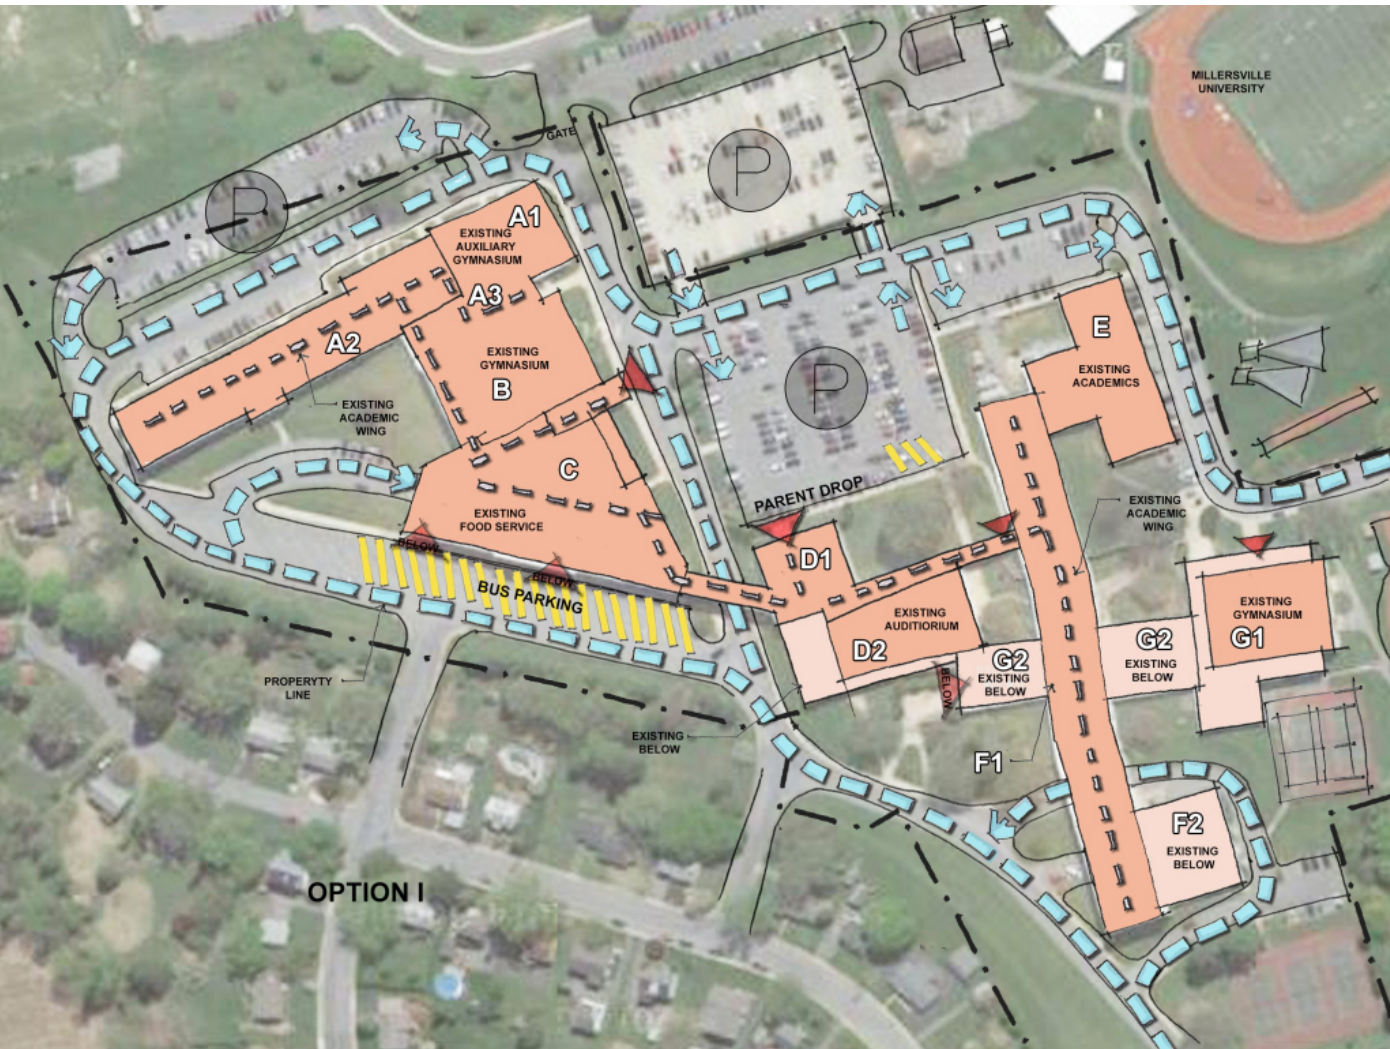 MILLERSVILLE
UNIVERSITY
GATE
P
P
P
A1
EXISTING
AUXILIARY
GYMNASIUM
A3
A2
EXISTING
GYMNASIUM
B
EXISTING
ACADEMIC
WING
E
EXISTING
ACADEMICS
C
EXISTING
FOOD SERVICE
PARENT DROP
EXISTING
ACADEMIC
WING
BELOW
BELOW
BUS PARKING
D1
EXISTING
AUDITIORIUM
D2
EXISTING
GYMNASIUM
G1
G2
EXISTING
BELOW
G2
EXISTING
BELOW
BELOW
PROPERYTY
LINE
EXISTING
BELOW
F1
F2
EXISTING
BELOW
OPTION I